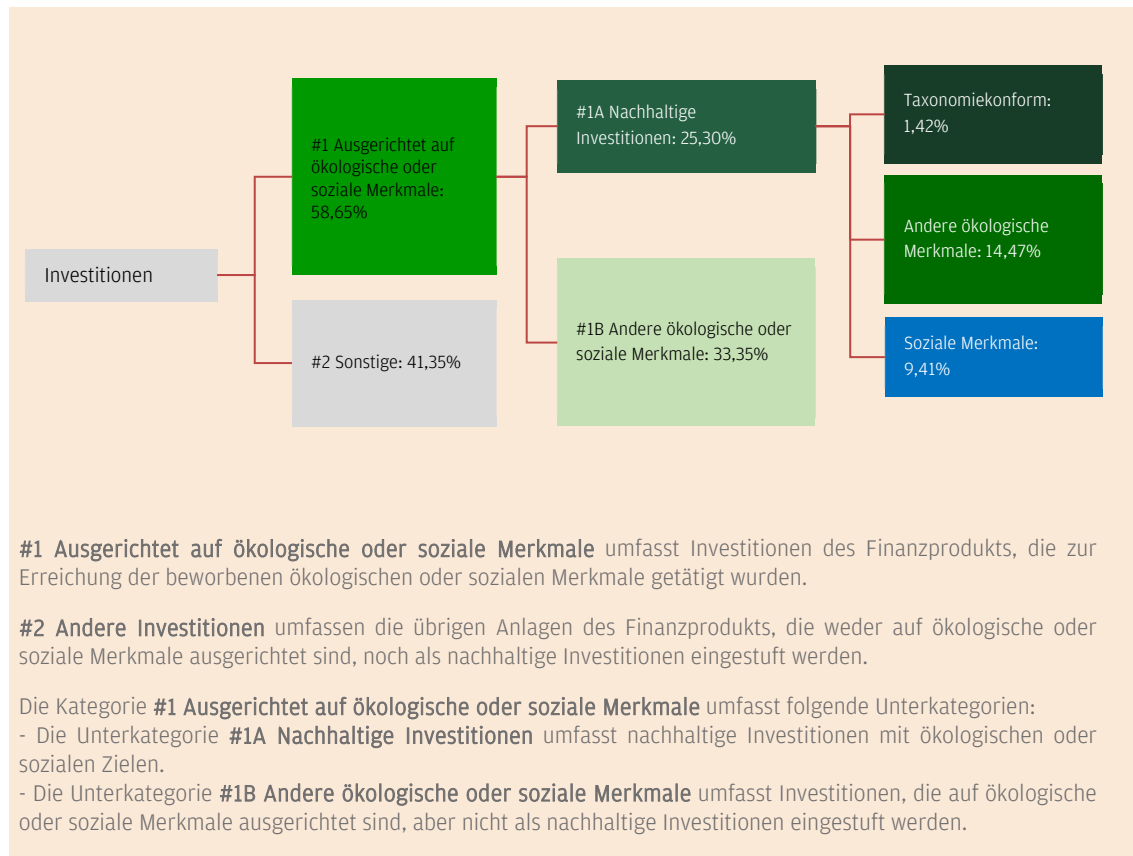 Investitionen
#1 Ausgerichtet auf
ökologische oder
soziale Merkmale:
58,65%
#2 Sonstige: 41,35%
#1A Nachhaltige
Investitionen: 25,30%
#1B Andere ökologische oder
soziale Merkmale: 33,35%
Taxonomiekonform:
1,42%
Andere ökologische
Merkmale: 14,47%
Soziale Merkmale:
9,41%
#1 Ausgerichtet auf ökologische oder soziale Merkmale umfasst Investitionen des Finanzprodukts, die zur
Erreichung der beworbenen ökologischen oder sozialen Merkmale getätigt wurden.
#2 Andere Investitionen umfassen die übrigen Anlagen des Finanzprodukts, die weder auf ökologische oder
soziale Merkmale ausgerichtet sind, noch als nachhaltige Investitionen eingestuft werden.
Die Kategorie #1 Ausgerichtet auf ökologische oder soziale Merkmale umfasst folgende Unterkategorien:
- Die Unterkategorie #1A Nachhaltige Investitionen umfasst nachhaltige Investitionen mit ökologischen oder
sozialen Zielen.
- Die Unterkategorie #1B Andere ökologische oder soziale Merkmale umfasst Investitionen, die auf ökologische
oder soziale Merkmale ausgerichtet sind, aber nicht als nachhaltige Investitionen eingestuft werden.